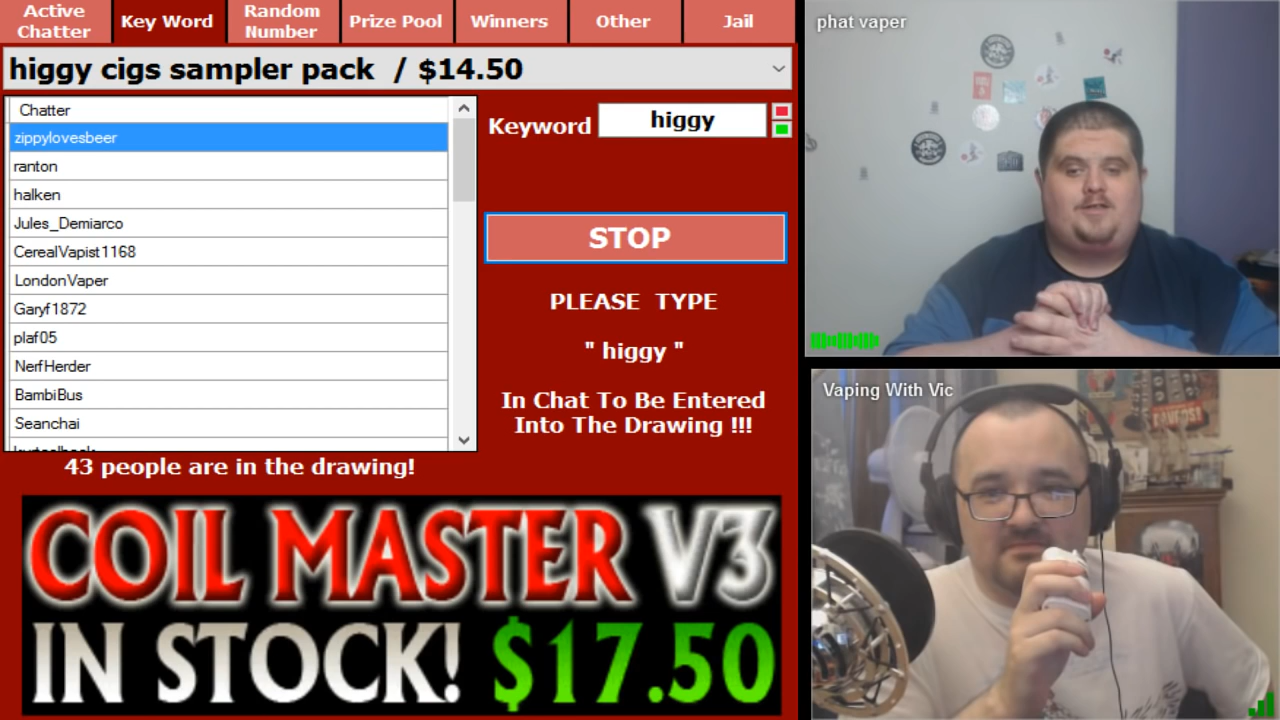 Active
Chatter
Key Word
Random
Number
Prize Pool
Winners
Other
Jail
higgy cigs sampler pack / $14.50
Chatter
zippylovesbeer
ranton
halken
Jules_Demiarco
CerealVapist1168
LondonVaper
Garyf1872
plaf05
NerfHerder
BambiBus
Seanchai
43 people are in the drawing!
Keyword higgy
STOP
PLEASE TYPE
" higgy "
In Chat To Be Entered
Into The Drawing !!!
COIL MASTER V3
IN STOCK! $17.50
phat vaper
Vaping With Vic